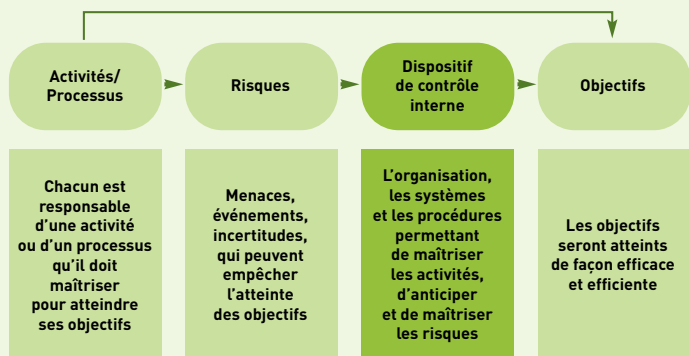 Activités/
Processus
Risques
Dispositif
de contrôle
interne
Objectifs
Chacun est
responsable
d’une activité
ou d’un processus
qu’il doit
maîtriser
pour atteindre
ses objectifs
Menaces,
événements,
incertitudes,
qui peuvent
empêcher
l’atteinte
des objectifs
L’organisation,
les systèmes
et les procédures
permettant
de maîtriser
les activités,
d’anticiper
et de maîtriser
les risques
Les objectifs
seront atteints
de façon efficace
et efficiente